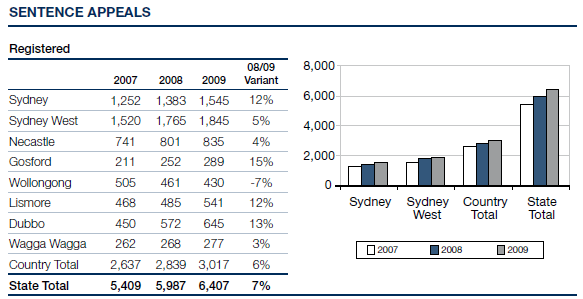 SENTENCE APPEALS
Registered
2007 2008 2009 08/09 Variant
Sydney 1,252 1,383 1,545 12%
Sydney West 1,520 1,765 1,845 5%
Necastle 741 801 835 4%
Gosford 211 252 289 15%
Wollongong 505 461 430 -7%
Lismore 468 485 541 12%
Dubbo 450 572 645 13%
Wagga Wagga 262 268 277 3%
Country Total 2,637 2,839 3,017 6%
State Total 5,409 5,987 6,407 7%
8,000
6,000
4,000
2,000
0
Sydney Sydney West Country Total State Total
2007 2008 2009